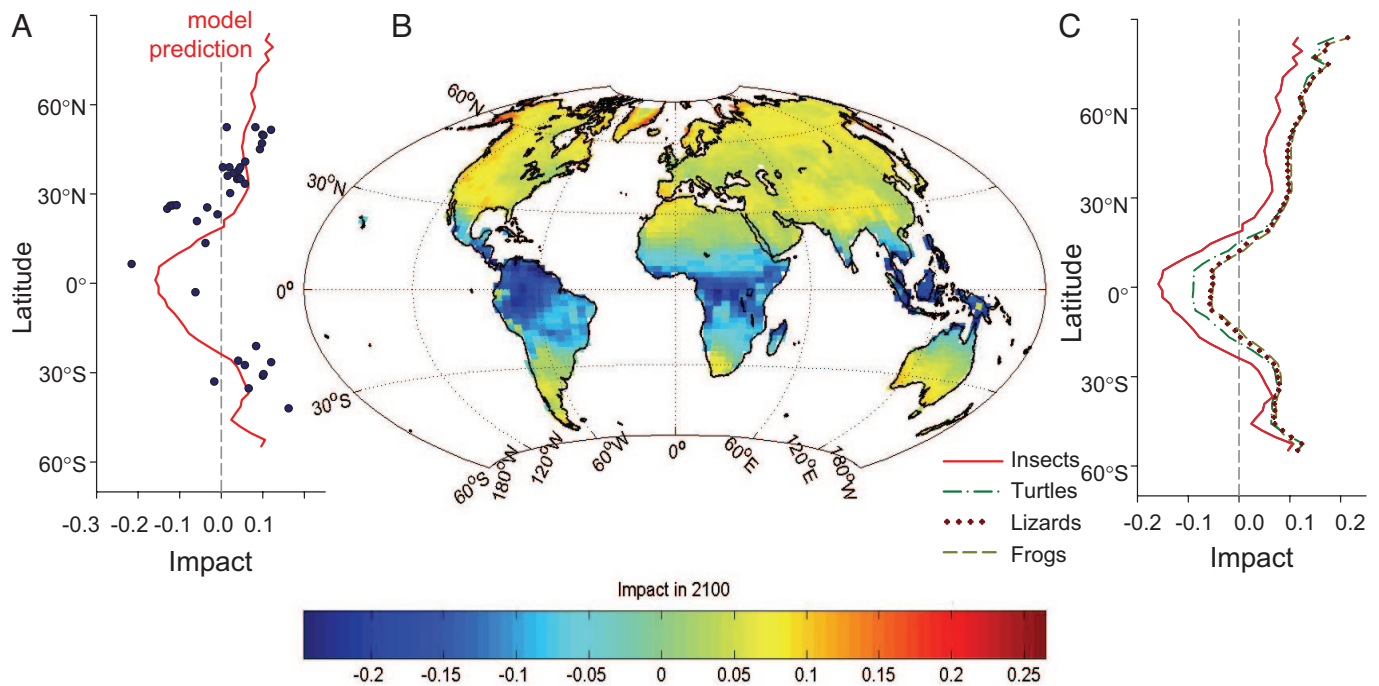 A
model
prediction
60°N
30°N
0°
30°S
60°S
Latitude
-0.3 -0.2 -0.1 0.0 0.1
Impact
B
60°N
30°N
0°
30°S
60°S
180°W
120°W
60°W
0°
60°E
120°E
180°W
C
60°N
30°N
0°
30°S
60°S
Latitude
-0.2 -0.1 0.0 0.1 0.2
Impact
Insects
Turtles
Lizards
Frogs
Impact in 2100
-0.2 -0.15 -0.1 -0.05 0 0.05 0.1 0.15 0.2 0.25